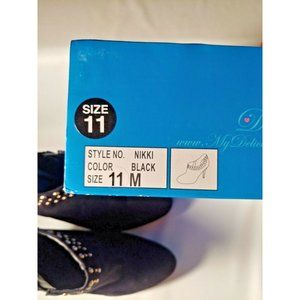 SIZE
11
STYLE NO. NIKKI
COLOR BLACK
SIZE 11 M